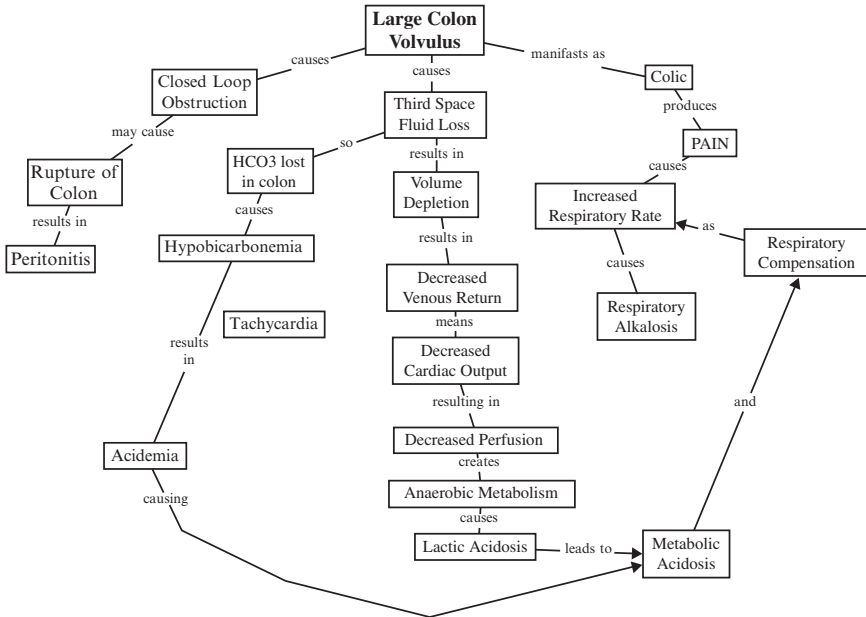 Large Colon
Volvulus
causes
causes
manifests as
Closed Loop
Obstruction
Third Space
Fluid Loss
Colic
produces
may cause
so
results in
PAIN
Rupture of
Colon
HCO3 lost
in colon
Volume
Depletion
causes
Increased
Respiratory Rate
results in
causes
as
Peritonitis
Hypobicarbonemia
results in
causes
Respiratory
Compensation
Decreased
Venous Return
Respiratory
Alkalosis
Tachycardia
means
results
in
Decreased
Cardiac Output
resulting in
and
Acidemia
Decreased Perfusion
creates
causing
Anaerobic Metabolism
causes
Lactic Acidosis
leads to
Metabolic
Acidosis